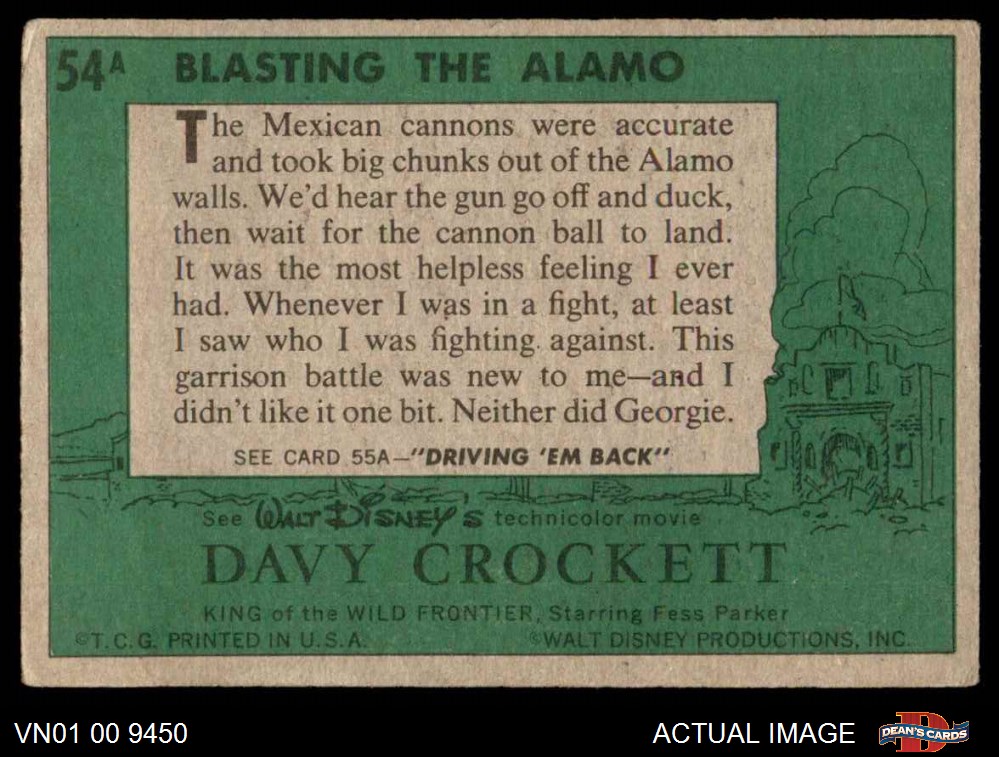 54A BLASTING THE ALAMO
The Mexican cannons were accurate
and took big chunks out of the Alamo
walls. We'd hear the gun go off and duck,
then wait for the cannon ball to land.
It was the most helpless feeling I ever
had. Whenever I was in a fight, at least
I saw who I was fighting against. This
garrison battle was new to me—and I
didn't like it one bit. Neither did Georgie.
SEE CARD 55A—"DRIVING 'EM BACK"
See WALT DISNEY'S technicolor movie
DAVY CROCKETT
KING of the WILD FRONTIER, Starring Fess Parker
©T.C.G. PRINTED IN U.S.A. ©WALT DISNEY PRODUCTIONS, INC.
VN01 00 9450 ACTUAL IMAGE DEAN'S CARDS